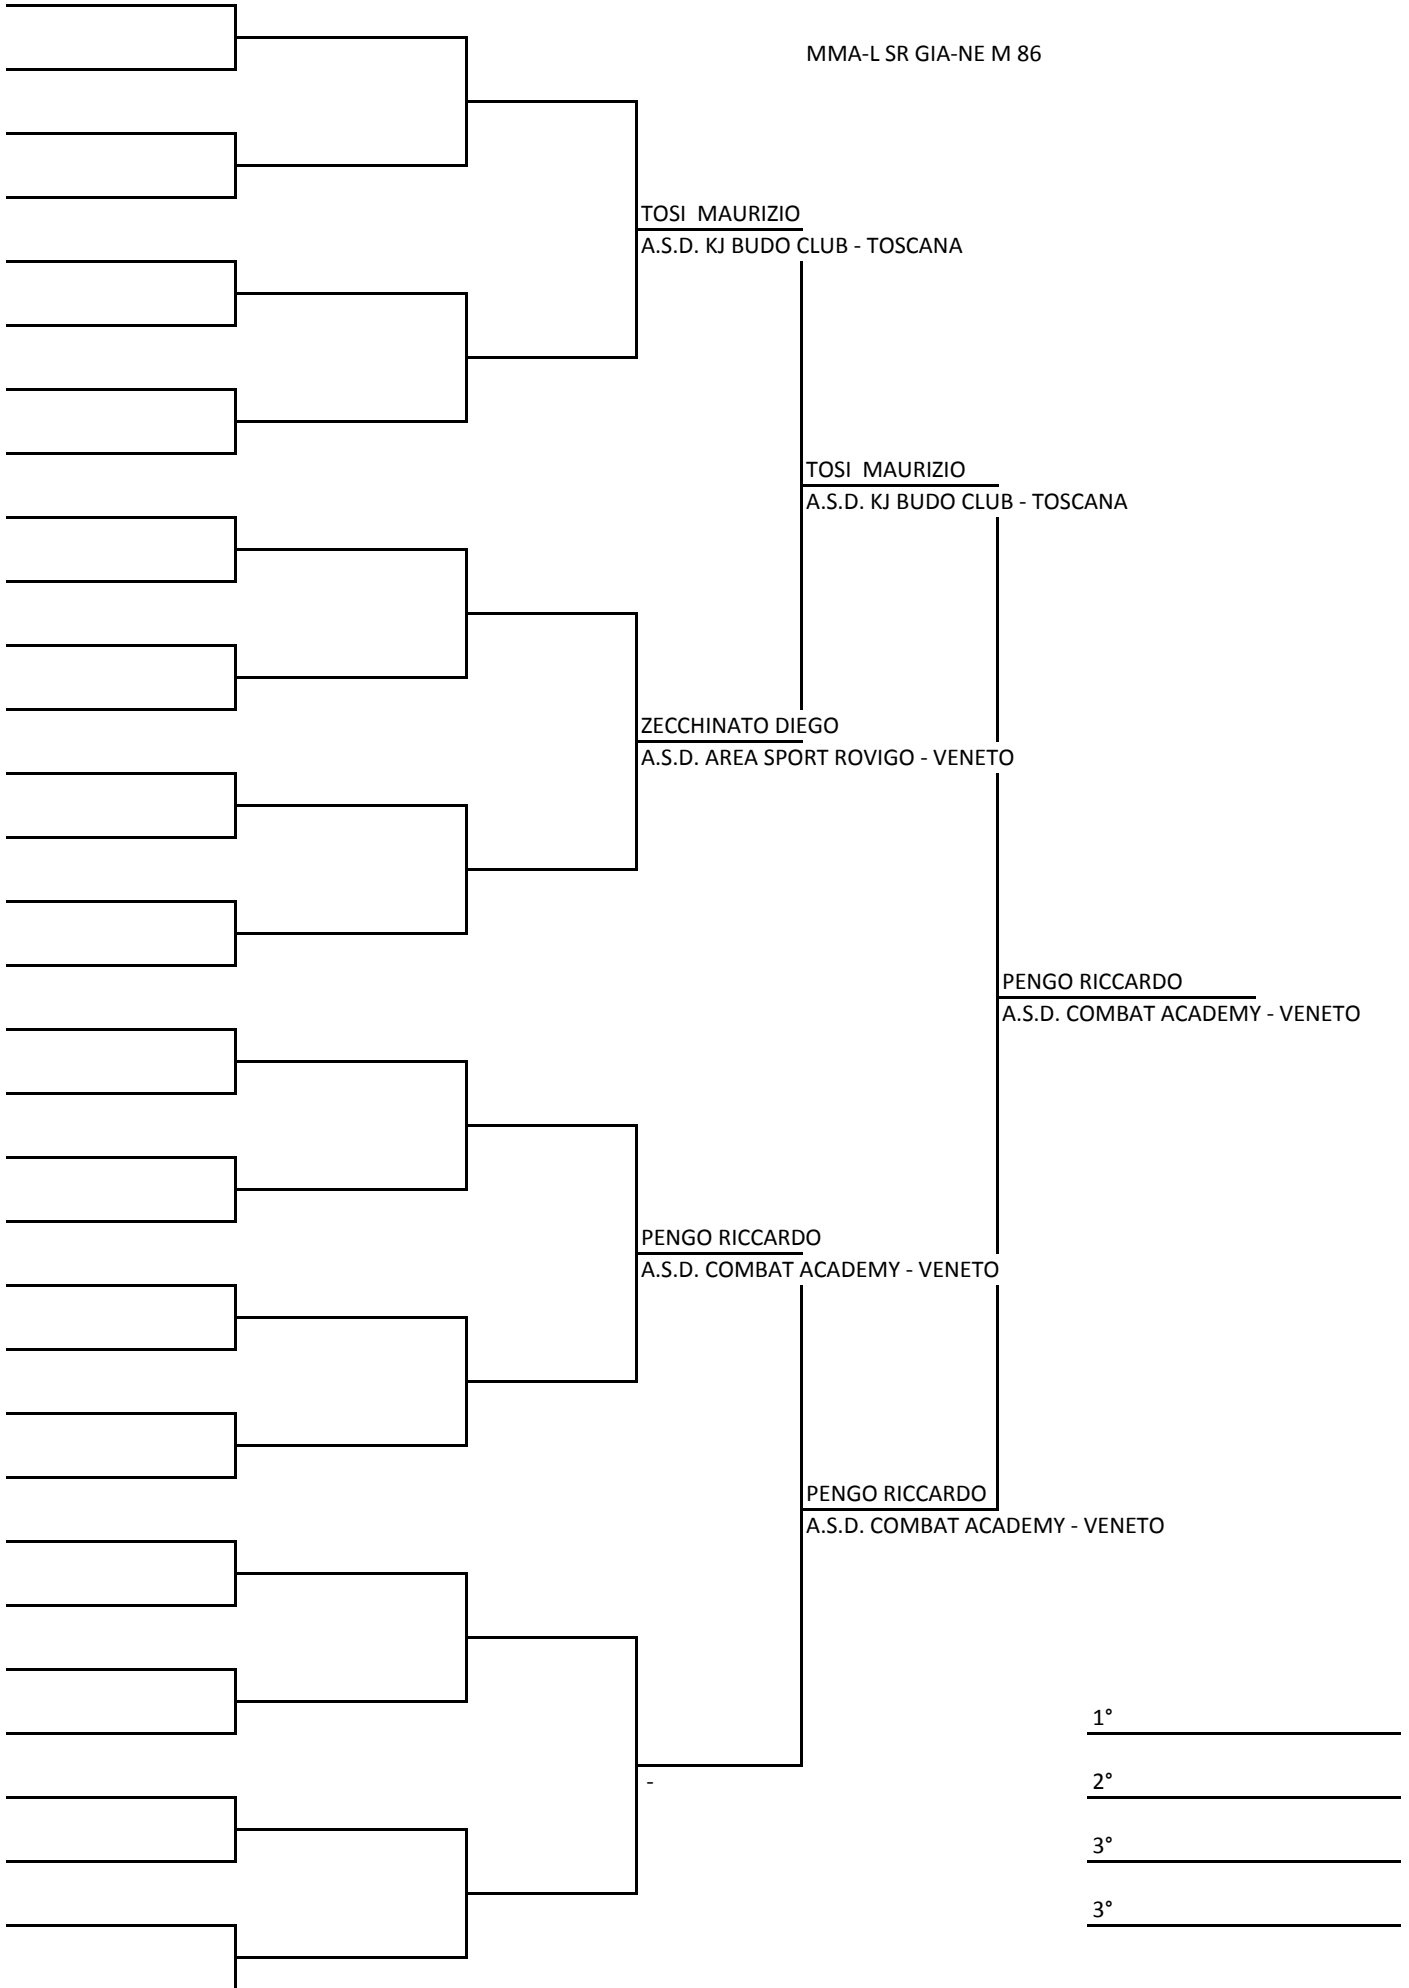 MMA-L SR GIA-NE M 86
TOSI  MAURIZIO
A.S.D. KJ BUDO CLUB - TOSCANA
TOSI  MAURIZIO
A.S.D. KJ BUDO CLUB - TOSCANA
ZECCHINATO DIEGO
A.S.D. AREA SPORT ROVIGO - VENETO
PENGO RICCARDO
A.S.D. COMBAT ACADEMY - VENETO
PENGO RICCARDO
A.S.D. COMBAT ACADEMY - VENETO
PENGO RICCARDO
A.S.D. COMBAT ACADEMY - VENETO
1°
-
2°
3°
3°